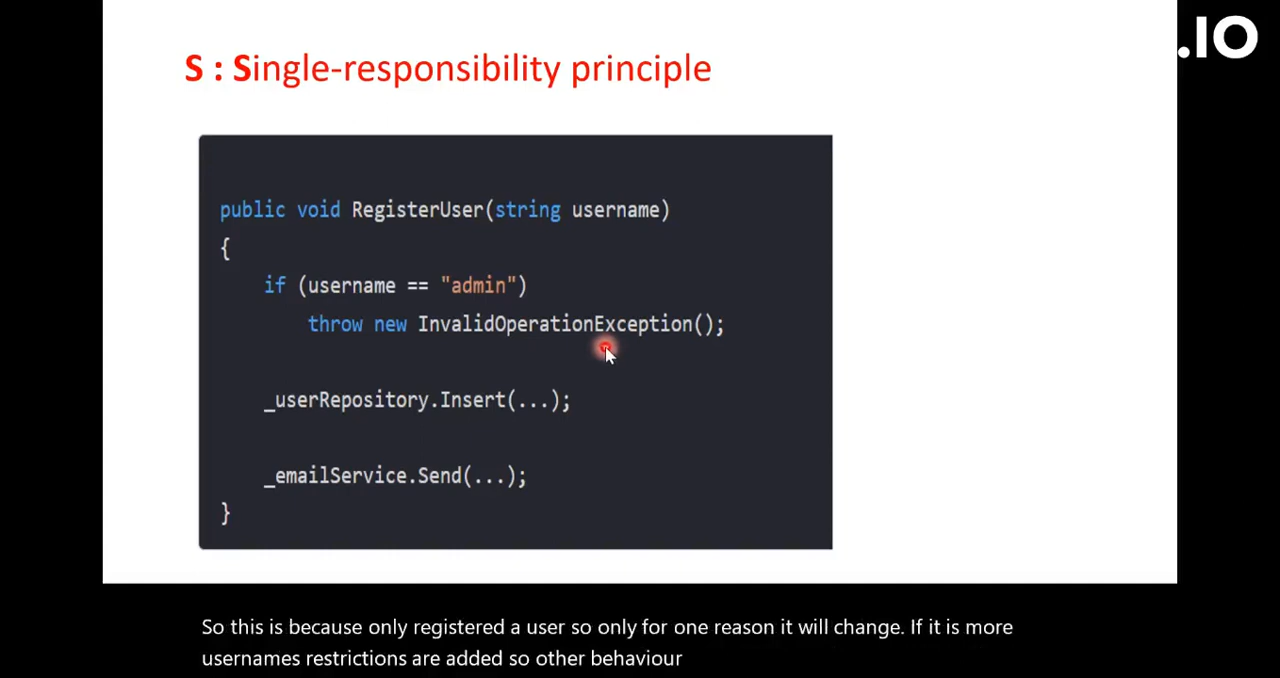 .IO
S : Single-responsibility principle
public void RegisterUser(string username)
{
if (username == "admin")
throw new InvalidOperationException();
_userRepository.Insert(...);
_emailService.Send(...);
}
So this is because only registered a user so only for one reason it will change. If it is more
usernames restrictions are added so other behaviour